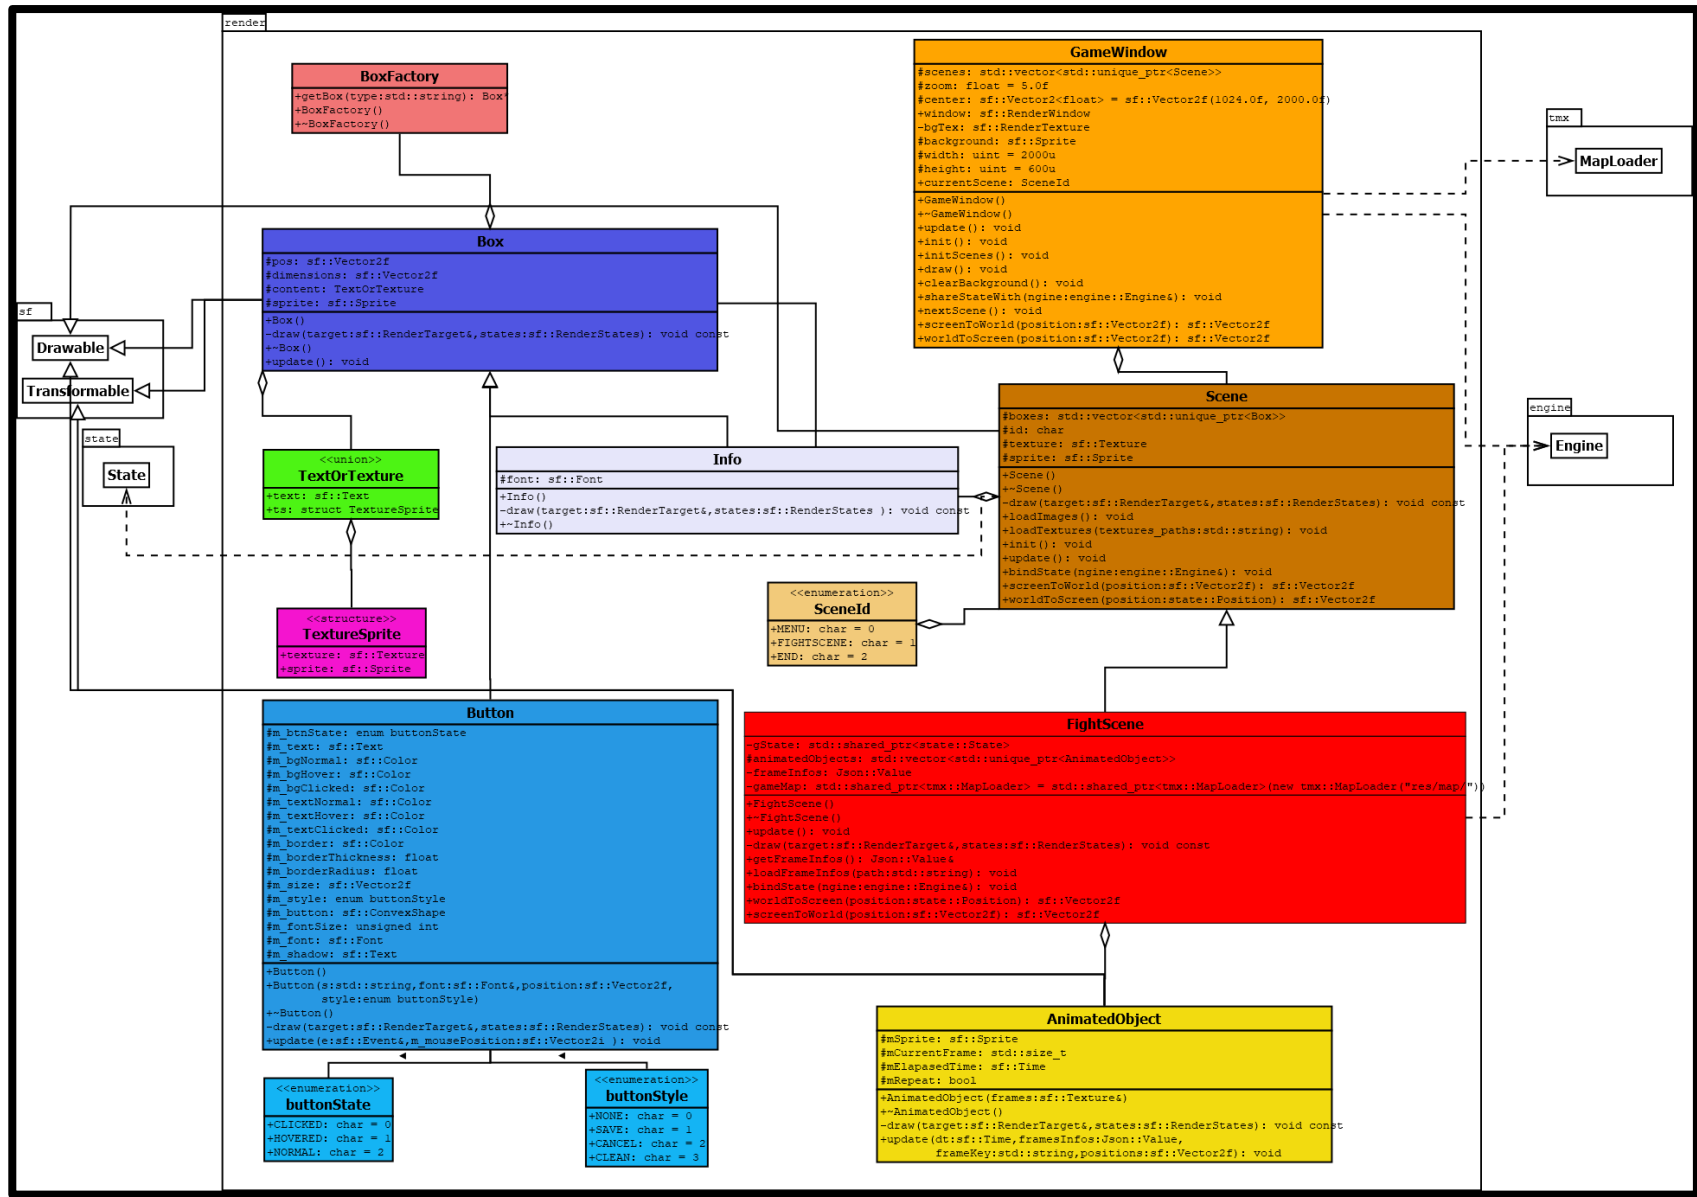 render
BoxFactory
+getBox(type:std::string): Box*
+BoxFactory()
+~BoxFactory()
GameWindow
#scenes: std::vector<std::unique_ptr<Scene>>
#zoom: float = 5.0f
#center: sf::Vector2<float> = sf::Vector2f(1024.0f, 2000.0f)
+window: sf::RenderWindow
-bgTex: sf::RenderTexture
#background: sf::Sprite
#width: uint = 2000u
#height: uint = 600u
+currentScene: SceneId
+GameWindow()
+~GameWindow()
+update(): void
+init(): void
+initScenes(): void
+draw(): void
+clearBackground(): void
+shareStateWith(ngine:engine::Engine&): void
+nextScene(): void
+screenToWorld(position:sf::Vector2f): sf::Vector2f
+worldToScreen(position:sf::Vector2f): sf::Vector2f
tmx
MapLoader
Box
#pos: sf::Vector2f
#dimensions: sf::Vector2f
#content: TextOrTexture
#sprite: sf::Sprite
+Box()
-draw(target:sf::RenderTarget&,states:sf::RenderStates): void const
+~Box()
+update(): void
sf
Drawable
Transformable
state
State
Scene
#boxes: std::vector<std::unique_ptr<Box>>
#id: char
#texture: sf::Texture
#sprite: sf::Sprite
+Scene()
+~Scene()
-draw(target:sf::RenderTarget&,states:sf::RenderStates): void const
+loadImages(): void
+loadTextures(textures_paths:std::string): void
+init(): void
+update(): void
+bindState(ngine:engine::Engine&): void
+screenToWorld(position:sf::Vector2f): sf::Vector2f
+worldToScreen(position:state::Position): sf::Vector2f
engine
Engine
<<union>>
TextOrTexture
+text: sf::Text
+ts: struct TextureSprite
Info
#font: sf::Font
+Info()
-draw(target:sf::RenderTarget&,states:sf::RenderStates ): void const
+~Info()
<<enumeration>>
SceneId
+MENU: char = 0
+FIGHTSCENE: char = 1
+END: char = 2
<<structure>>
TextureSprite
+texture: sf::Texture
+sprite: sf::Sprite
Button
#m_btnState: enum buttonState
#m_text: sf::Text
#m_bgNormal: sf::Color
#m_bgHover: sf::Color
#m_bgClicked: sf::Color
#m_textNormal: sf::Color
#m_textHover: sf::Color
#m_textClicked: sf::Color
#m_border: sf::Color
#m_borderThickness: float
#m_borderRadius: float
#m_size: sf::Vector2f
#m_style: enum buttonStyle
#m_button: sf::ConvexShape
#m_fontSize: unsigned int
#m_font: sf::Font
#m_shadow: sf::Text
+Button()
+Button(s:std::string,font:sf::Font&,position:sf::Vector2f,
style:enum buttonStyle)
+~Button()
-draw(target:sf::RenderTarget&,states:sf::RenderStates): void const
+update(e:sf::Event&,m_mousePosition:sf::Vector2i ): void
FightScene
-gState: std::shared_ptr<state::State>
#animatedObjects: std::vector<std::unique_ptr<AnimatedObject>>
-frameInfos: Json::Value
-gameMap: std::shared_ptr<tmx::MapLoader> = std::shared_ptr<tmx::MapLoader>(new tmx::MapLoader("res/map/"))
+FightScene()
+~FightScene()
+update(): void
-draw(target:sf::RenderTarget&,states:sf::RenderStates): void const
+getFrameInfos(): Json::Value&
+loadFrameInfos(path:std::string): void
+bindState(ngine:engine::Engine&): void
+worldToScreen(position:state::Position): sf::Vector2f
+screenToWorld(position:sf::Vector2f): sf::Vector2f
<<enumeration>>
buttonState
+CLICKED: char = 0
+HOVERED: char = 1
+NORMAL: char = 2
<<enumeration>>
buttonStyle
+NONE: char = 0
+SAVE: char = 1
+CANCEL: char = 2
+CLEAN: char = 3
AnimatedObject
#mSprite: sf::Sprite
#mCurrentFrame: std::size_t
#mElapasedTime: sf::Time
#mRepeat: bool
+AnimatedObject(frames:sf::Texture&)
+~AnimatedObject()
-draw(target:sf::RenderTarget&,states:sf::RenderStates): void const
+update(dt:sf::Time,framesInfos:Json::Value,
frameKey:std::string,positions:sf::Vector2f): void